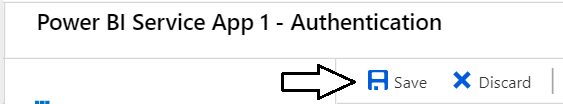 Power BI Service App 1 - Authentication
Save Discard